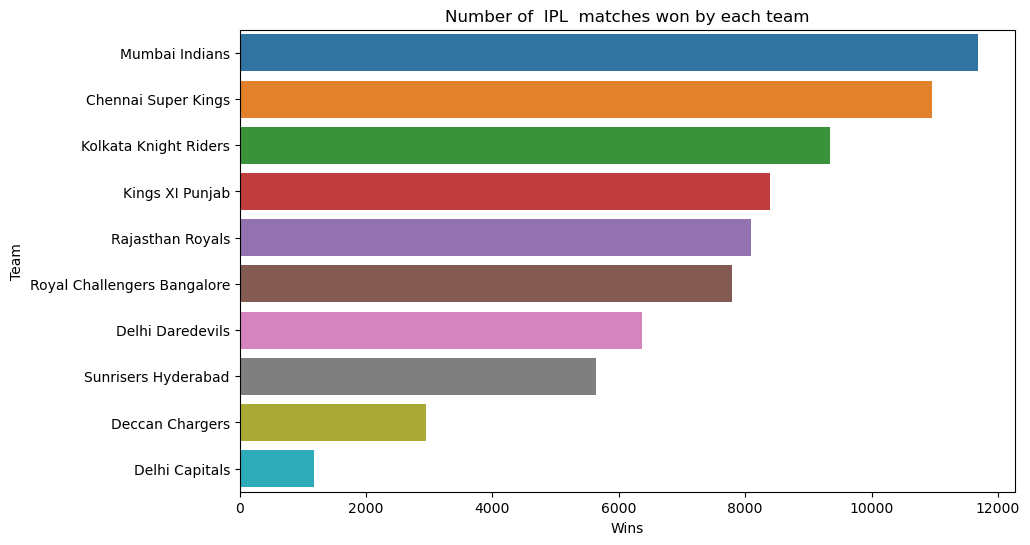 Number of  IPL  matches won by each team
Team
Mumbai Indians
Chennai Super Kings
Kolkata Knight Riders
Kings XI Punjab
Rajasthan Royals
Royal Challengers Bangalore
Delhi Daredevils
Sunrisers Hyderabad
Deccan Chargers
Delhi Capitals
0 2000 4000 6000 8000 10000 12000
Wins